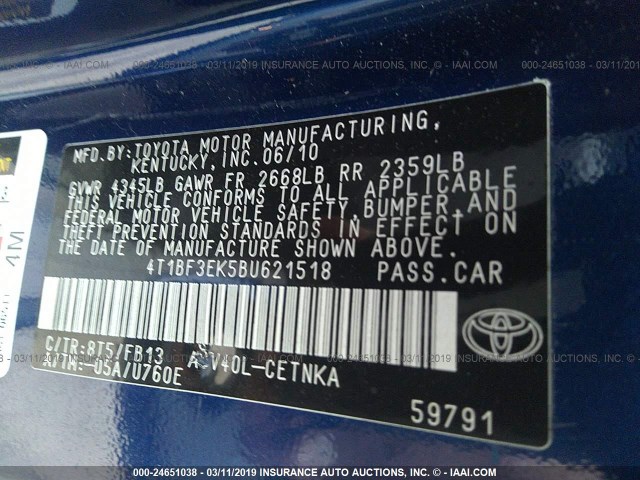 000-24651038 - 03/11/2019 INSURANCE AUTO AUCTIONS, INC. - © IAAI.COM
MFD.BY:TOYOTA MOTOR MANUFACTURING,
KENTUCKY, INC. 06/10
GVWR 4345LB GAWR FR 2668LB RR 2359LB
THIS VEHICLE CONFORMS TO ALL APPLICABLE
FEDERAL MOTOR VEHICLE SAFETY,BUMPER,AND
THEFT PREVENTION STANDARDS IN EFFECT ON
THE DATE OF MANUFACTURE SHOWN ABOVE.
4T1BF3EK5BU621518 PASS.CAR
C/TR:8T5/FB13
A/TM:-05A/U760E V40L-CETNKA
59791
4M
000-24651038 - 03/11/2019 INSURANCE AUTO AUCTIONS, INC. - © IAAI.COM